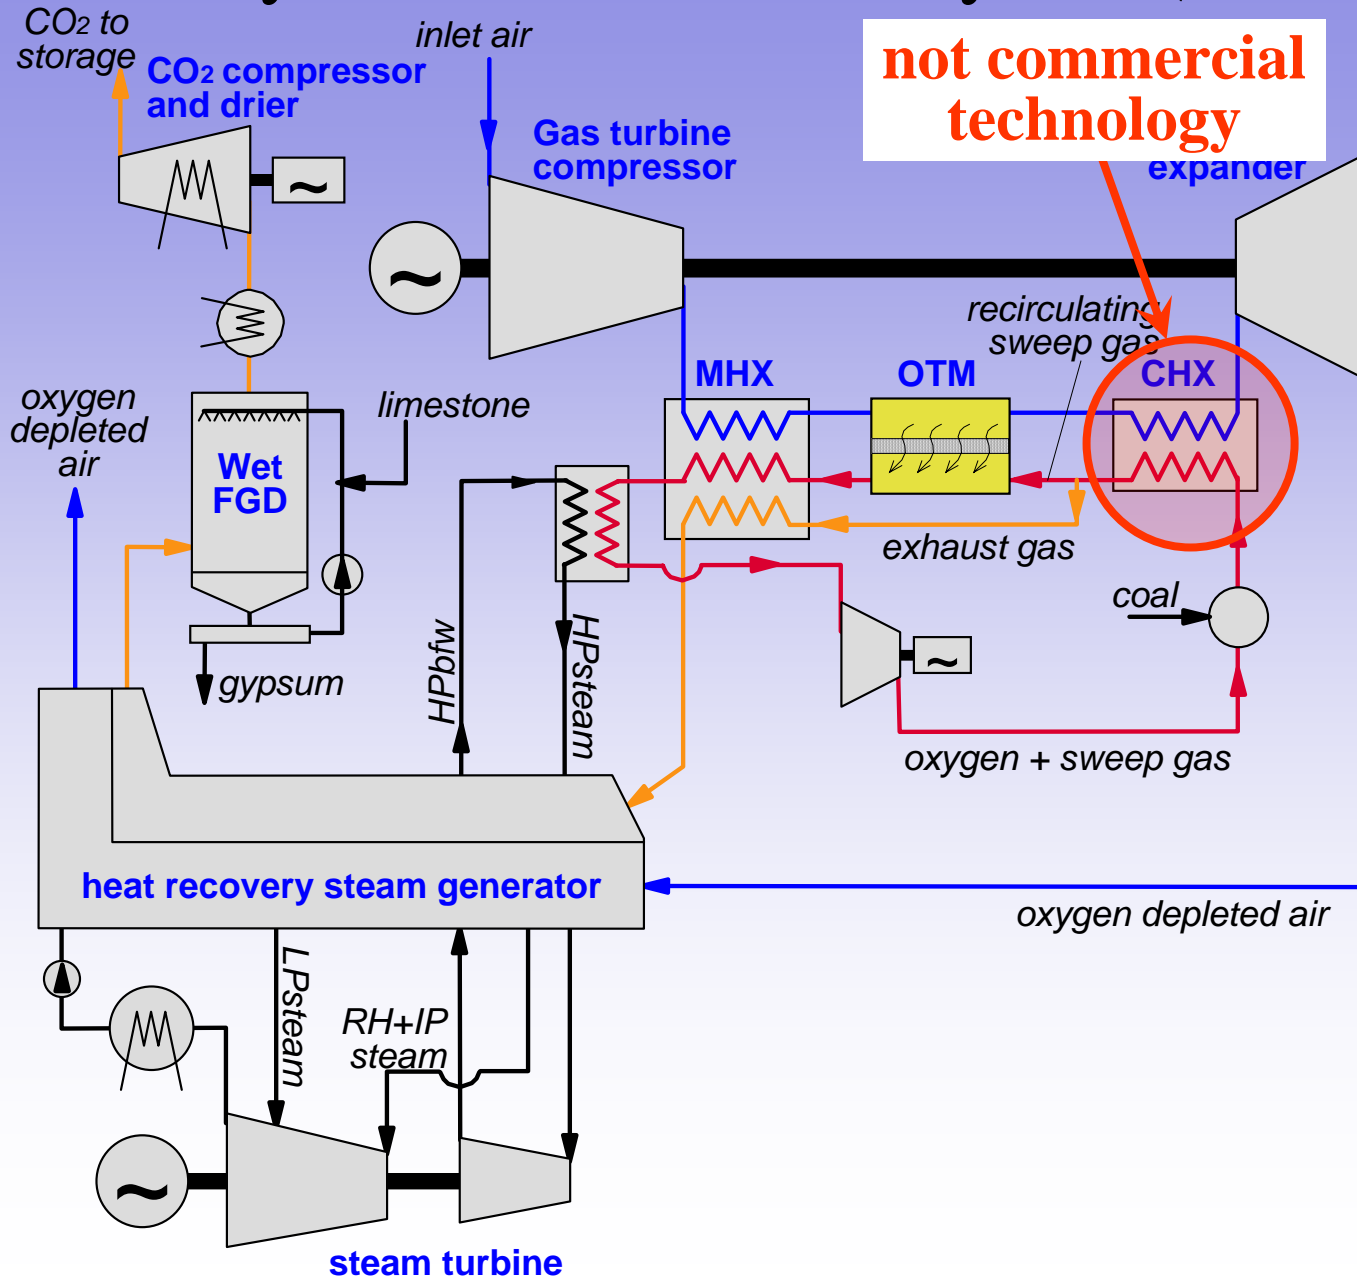 CO2 to
storage
CO2 compressor
and drier
inlet air
Gas turbine
compressor
not commercial
technology
expander
recirculating
sweep gas
MHX
OTM
CHX
oxygen
depleted
air
limestone
Wet
FGD
exhaust gas
coal
gypsum
HPbfw
HPsteam
oxygen + sweep gas
heat recovery steam generator
oxygen depleted air
LPsteam
RH+IP
steam
steam turbine